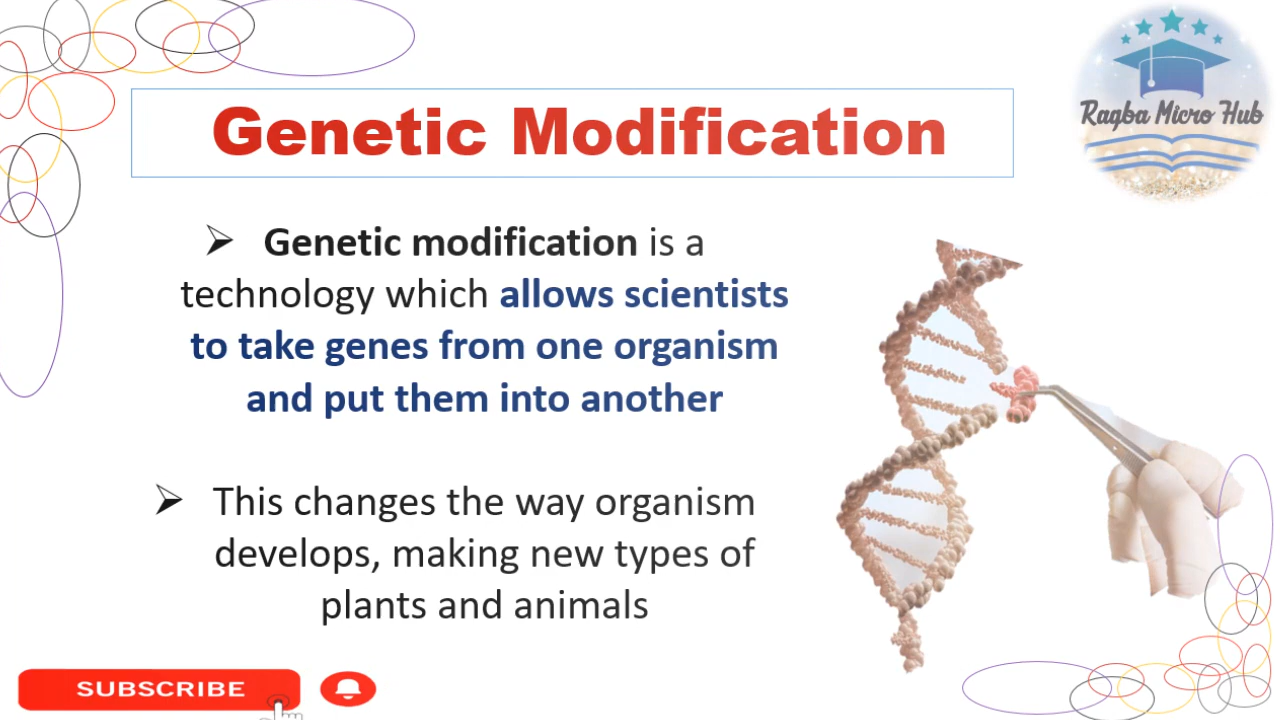 Ragba Micro Hub
Genetic Modification
➢ Genetic modification is a
technology which allows scientists
to take genes from one organism
and put them into another
➢ This changes the way organism
develops, making new types of
plants and animals
SUBSCRIBE